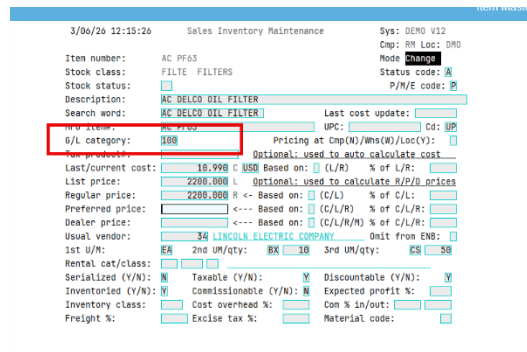 Item Mast
3/06/26 12:15:26 Sales Inventory Maintenance Sys: DEMO V12
Cmp: RM Loc: DMO
Item number: AC PF63 Mode Change
Stock class: FILTE FILTERS Status code: A
Stock status: P/M/E code: P
Description: AC DELCO OIL FILTER
Search word: AC DELCO OIL FILTER Last cost update:
UPC: Cd: UP
G/L category: 100 Pricing at Cmp(N)/Whs(W)/Loc(Y):
Optional: used to auto calculate cost
Last/current cost: 10.990 C USD Based on: (L/R) % of L/R:
List price: 2200.000 L Optional: used to calculate R/P/D prices
Regular price: 2200.000 R <- Based on: (C/L) % of C/L:
Preferred price: <--- Based on: (C/L/R) % of C/L/R:
Dealer price: <--- Based on: (C/L/R/M) % of C/L/R:
Usual vendor: 34 LINCOLN ELECTRIC COMPANY Omit from ENB:
1st U/M: EA 2nd UM/qty: BX 10 3rd UM/qty: CS 50
Rental cat/class:
Serialized (Y/N): N Taxable (Y/N): Y Discountable (Y/N): Y
Inventoried (Y/N): Y Commissionable (Y/N): N Expected profit %:
Inventory class: Cost overhead %: Com % in/out:
Freight %: Excise tax %: Material code: